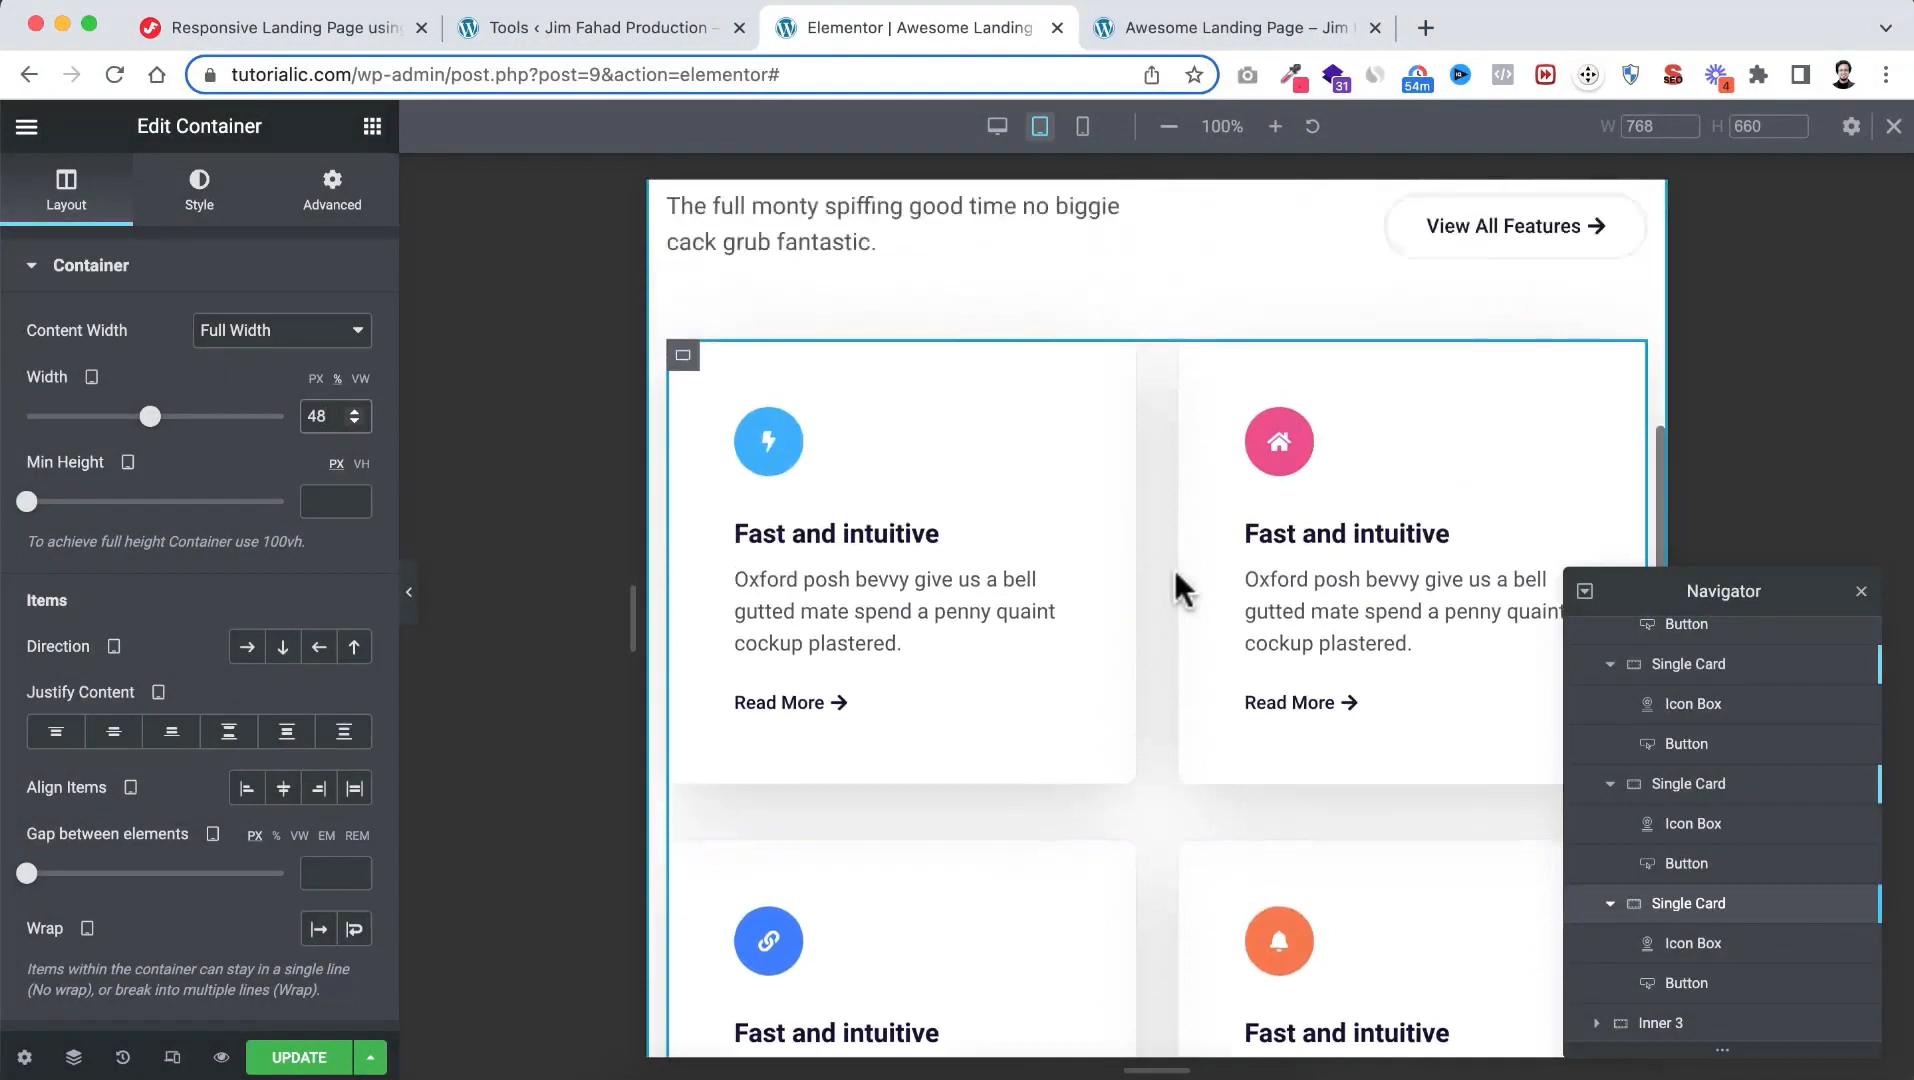 Responsive Landing Page using
Tools ‹ Jim Fahad Production –
Elementor | Awesome Landing
Awesome Landing Page – Jim
tutorialic.com/wp-admin/post.php?post=9&action=elementor#
31
54m
SEO
4
Edit Container
100%
W 768 H 660
Layout
Style
Advanced
Container
Content Width Full Width
Width PX % VW
48
Min Height PX VH
To achieve full height Container use 100vh.
Items
Direction
Justify Content
Align Items
Gap between elements PX % VW EM REM
Wrap
Items within the container can stay in a single line
(No wrap), or break into multiple lines (Wrap).
UPDATE
The full monty spiffing good time no biggie
cack grub fantastic.
View All Features
Fast and intuitive
Oxford posh bevvy give us a bell
gutted mate spend a penny quaint
cockup plastered.
Read More
Fast and intuitive
Oxford posh bevvy give us a bell
gutted mate spend a penny quaint
cockup plastered.
Read More
Fast and intuitive
Fast and intuitive
Navigator
Button
Single Card
Icon Box
Button
Single Card
Icon Box
Button
Single Card
Icon Box
Button
Inner 3